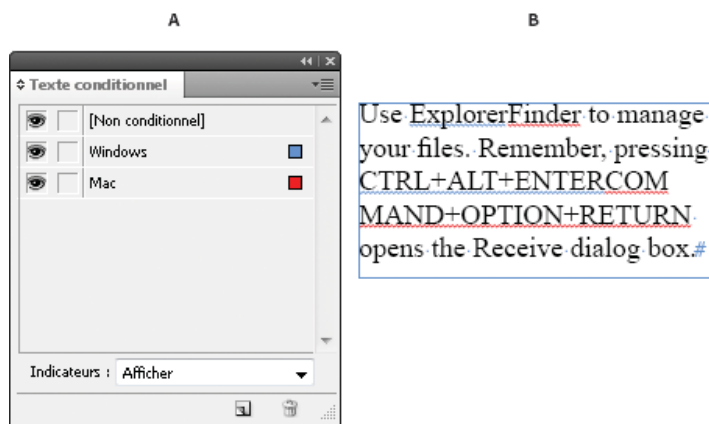 A
B
Texte conditionnel
[Non conditionnel]
Windows
Mac
Indicateurs : Afficher
Use ExplorerFinder to manage
your files. Remember, pressing
CTRL+ALT+ENTERCOM
MAND+OPTION+RETURN
opens the Receive dialog box.#